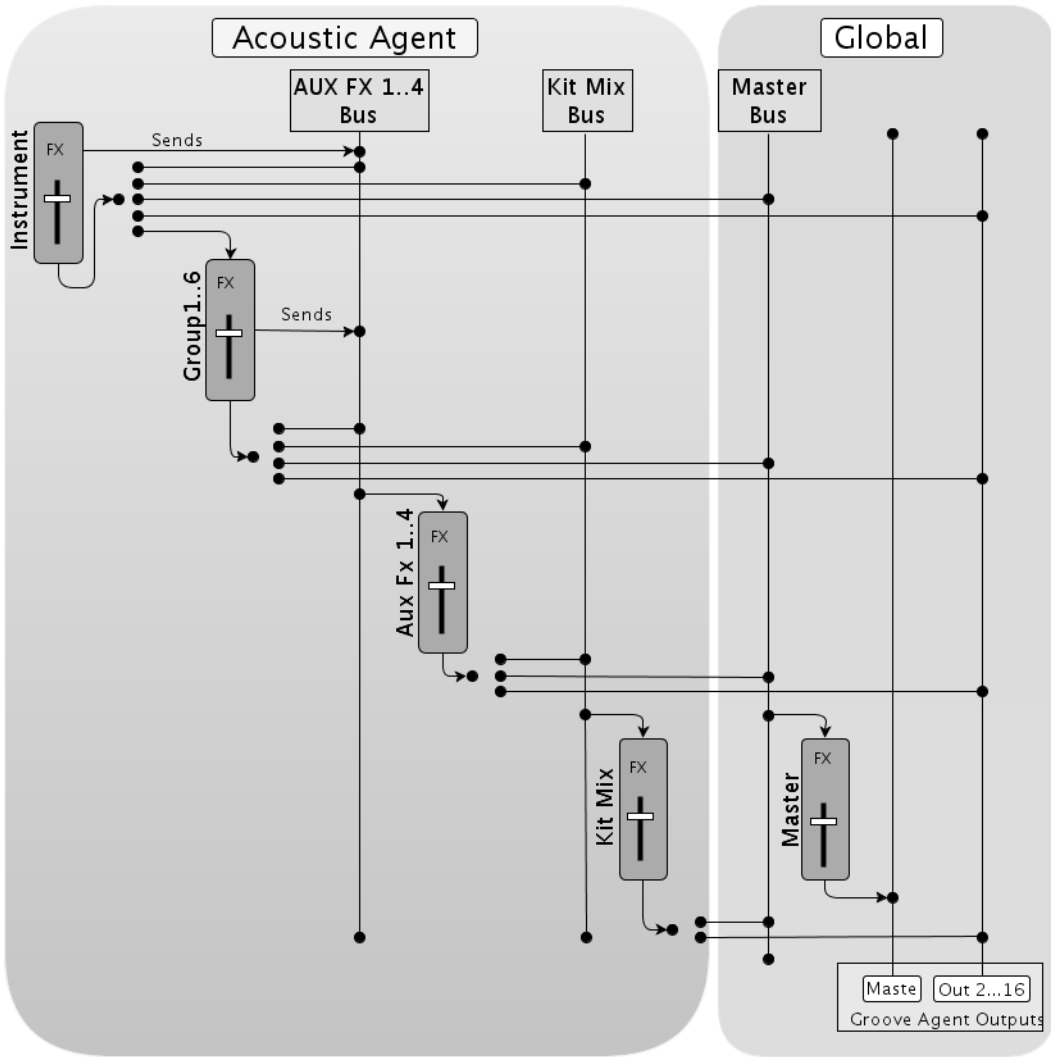 Acoustic Agent
Global
AUX FX 1..4
Bus
Kit Mix
Bus
Master
Bus
Instrument
FX
Sends
Group1..6
FX
Sends
Aux Fx 1..4
FX
Kit Mix
FX
Master
FX
Maste
Out 2...16
Groove Agent Outputs